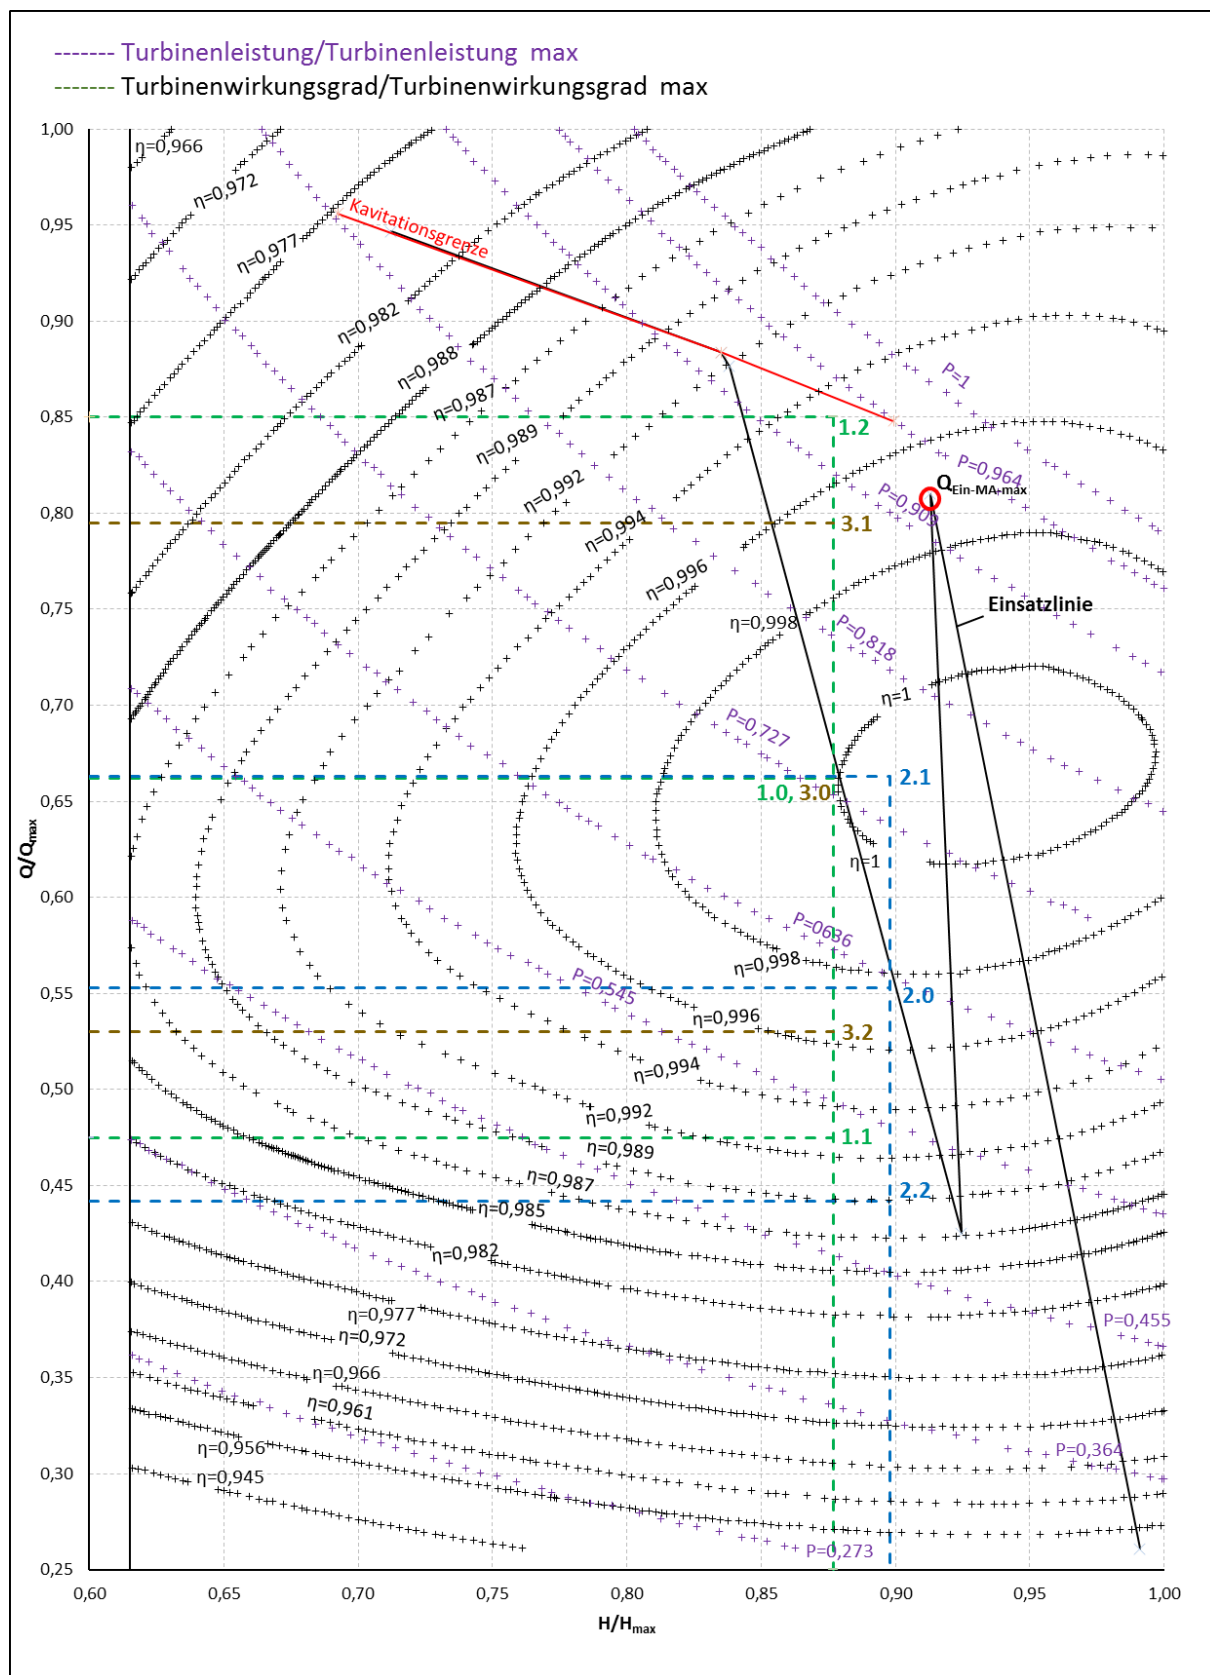 ------- Turbinenleistung/Turbinenleistung max
------- Turbinenwirkungsgrad/Turbinenwirkungsgrad max
1,00
η=0,966
η=0,972
0,95
Kavitationsgrenze
η=0,977
0,90
η=0,982
η=0,988
P=1
η=0,987
0,85
1.2
η=0,989
P=0,964
η=0,992
Q Ein-MA-max
P=0,909
0,80
3.1
η=0,994
η=0,996
0,75
η=0,998
Einsatzlinie
P=0,818
0,70
η=1
P=0,727
2.1
0,65
1.0, 3.0
η=1
Q/Qmax
0,60
P=0636
η=0,998
0,55
P=0,545
2.0
η=0,996
3.2
η=0,994
0,50
η=0,992
1.1
η=0,989
0,45
η=0,987
2.2
η=0,985
η=0,982
0,40
η=0,977
P=0,455
η=0,972
0,35
η=0,966
η=0,961
η=0,956
P=0,364
0,30
η=0,945
P=0,273
0,25
0,60 0,65 0,70 0,75 0,80 0,85 0,90 0,95 1,00
H/Hmax